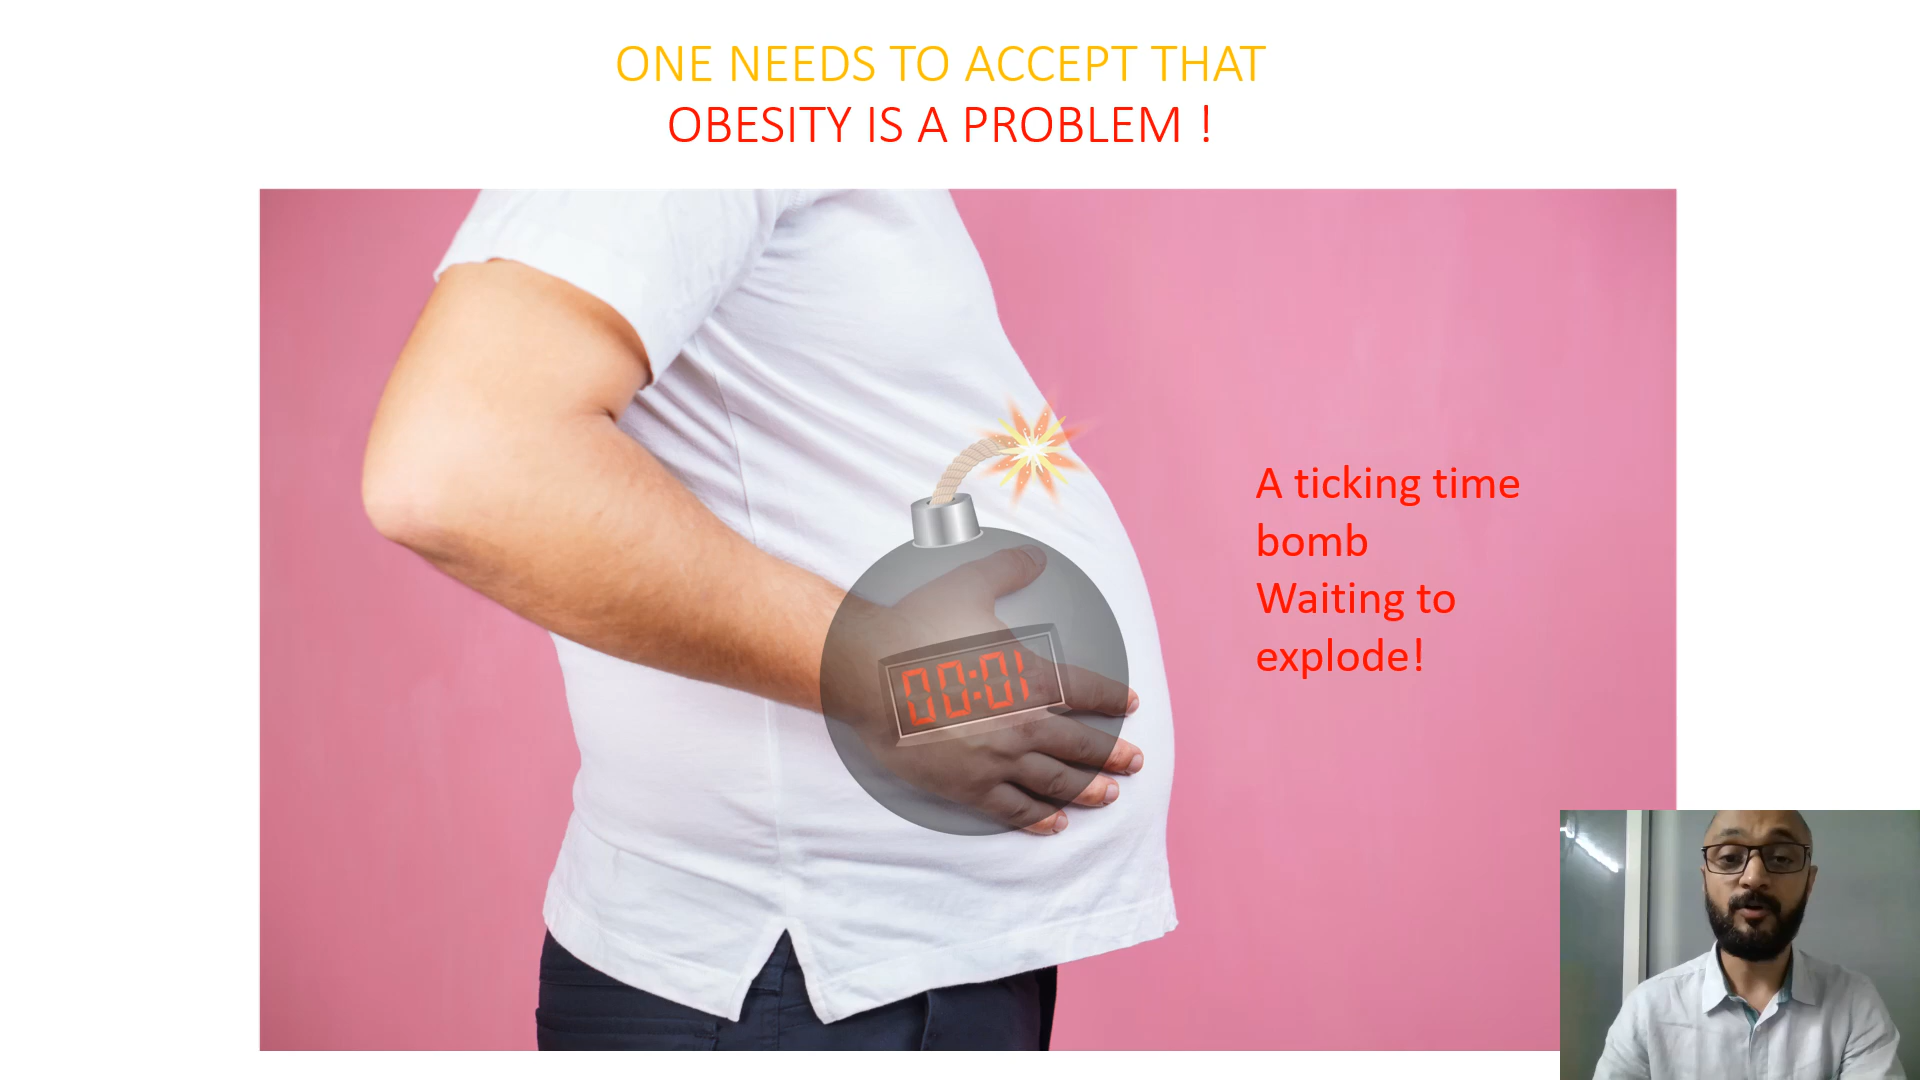 ONE NEEDS TO ACCEPT THAT
OBESITY IS A PROBLEM !
A ticking time
bomb
Waiting to
explode!
00:01